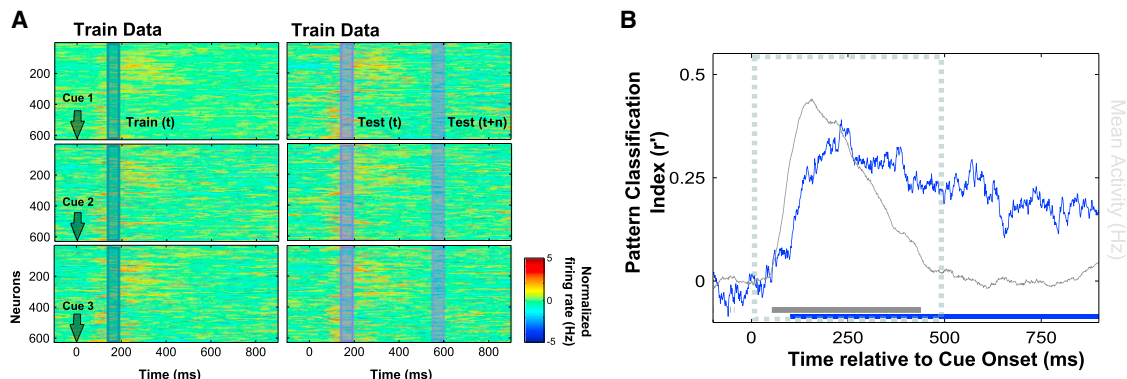 A
Train Data
Train Data
200
400
600
Cue 1
Train (t)
Test (t)
Test (t+n)
200
400
600
Cue 2
200
400
600
Cue 3
Neurons
0
200
400
600
800
0
200
400
600
800
Time (ms)
Time (ms)
5
0
-5
Normalized
firing rate (Hz)
B
0.5
0.25
0
Pattern Classification
Index (r')
Mean Activity (Hz)
0
250
500
750
Time relative to Cue Onset (ms)